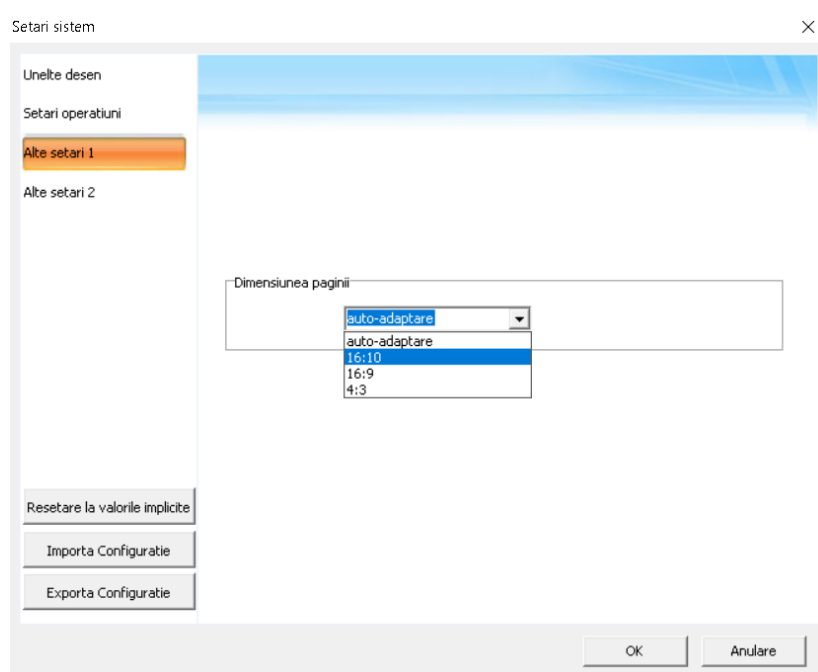 Setari sistem
Unelte desen
Setari operatiuni
Alte setari 1
Alte setari 2
Dimensiunea paginii
auto-adaptare
auto-adaptare
16:10
16:9
4:3
Resetare la valorile implicite
Importa Configuratie
Exporta Configuratie
OK
Anulare